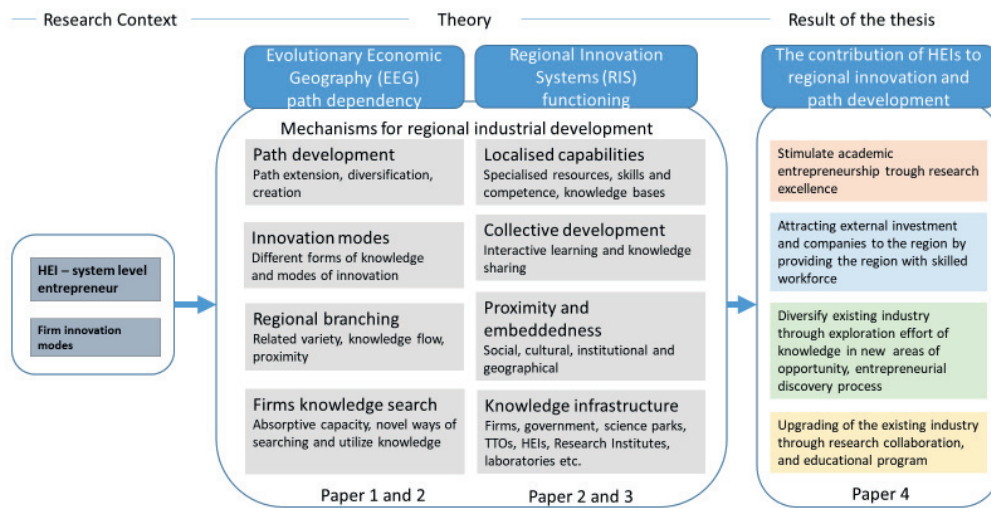 Research Context
Theory
Result of the thesis
Evolutionary Economic
Geography (EEG)
path dependency
Regional Innovation
Systems (RIS)
functioning
The contribution of HEIs to
regional innovation and
path development
Mechanisms for regional industrial development
HEI – system level
entrepreneur
Firm innovation
modes
Path development
Path extension, diversification,
creation
Innovation modes
Different forms of knowledge
and modes of innovation
Regional branching
Related variety, knowledge flow,
proximity
Firms knowledge search
Absorptive capacity, novel ways of
searching and utilize knowledge
Paper 1 and 2
Localised capabilities
Specialised resources, skills and
competence, knowledge bases
Collective development
Interactive learning and knowledge
sharing
Proximity and
embeddedness
Social, cultural, institutional and
geographical
Knowledge infrastructure
Firms, government, science parks,
TTOs, HEIs, Research Institutes,
laboratories etc.
Paper 2 and 3
Stimulate academic
entrepreneurship trough research
excellence
Attracting external investment
and companies to the region by
providing the region with skilled
workforce
Diversify existing industry
through exploration effort of
knowledge in new areas of
opportunity, entrepreneurial
discovery process
Upgrading of the existing industry
through research collaboration,
and educational program
Paper 4